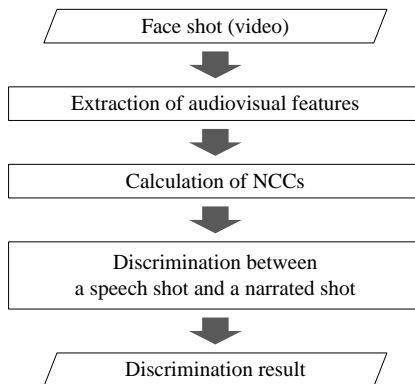 Face shot (video)
Extraction of audiovisual features
Calculation of NCCs
Discrimination between
a speech shot and a narrated shot
Discrimination result